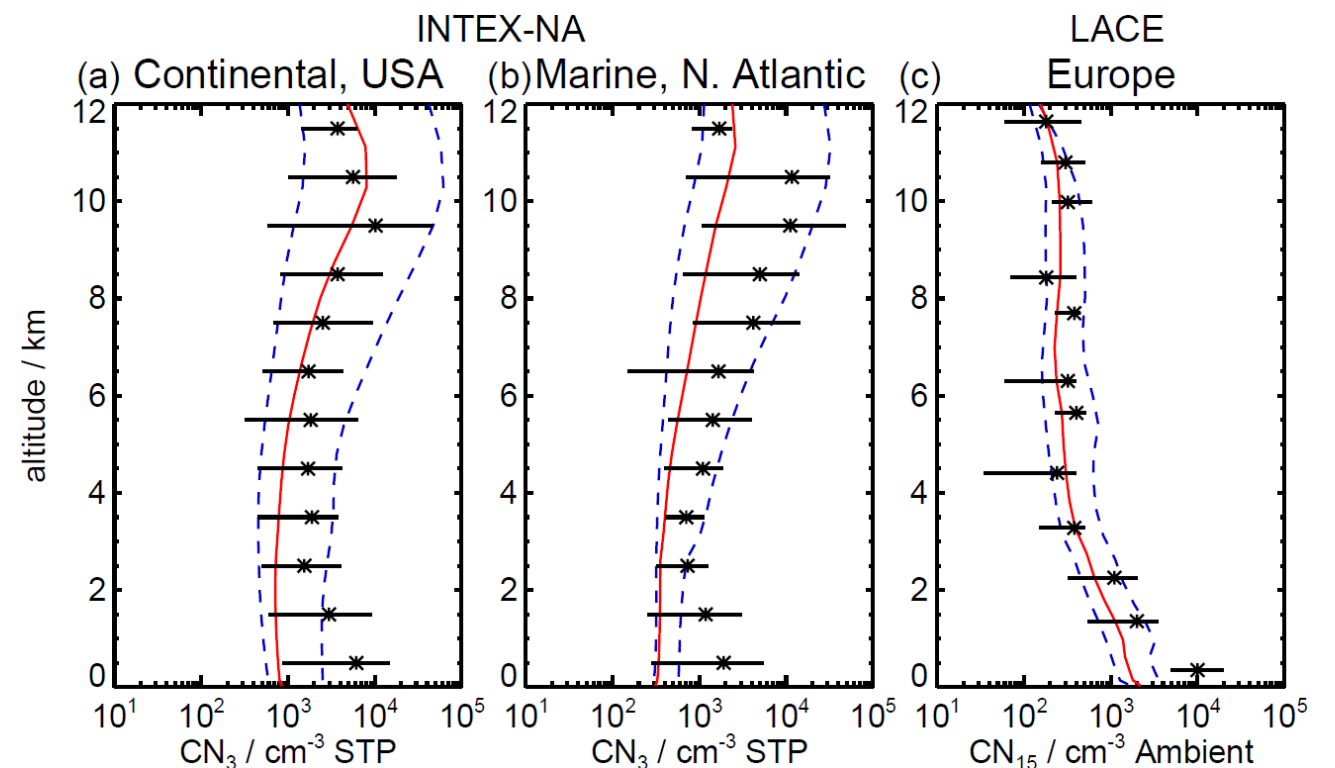 INTEX-NA LACE
(a) Continental, USA (b) Marine, N. Atlantic (c) Europe
altitude / km
12 12 12
10 10 10
8 8 8
6 6 6
4 4 4
2 2 2
0 0 0
10¹ 10² 10³ 10⁴ 10⁵ 10¹ 10² 10³ 10⁴ 10⁵ 10¹ 10² 10³ 10⁴ 10⁵
CN₃ / cm⁻³ STP CN₃ / cm⁻³ STP CN₁₅ / cm⁻³ Ambient